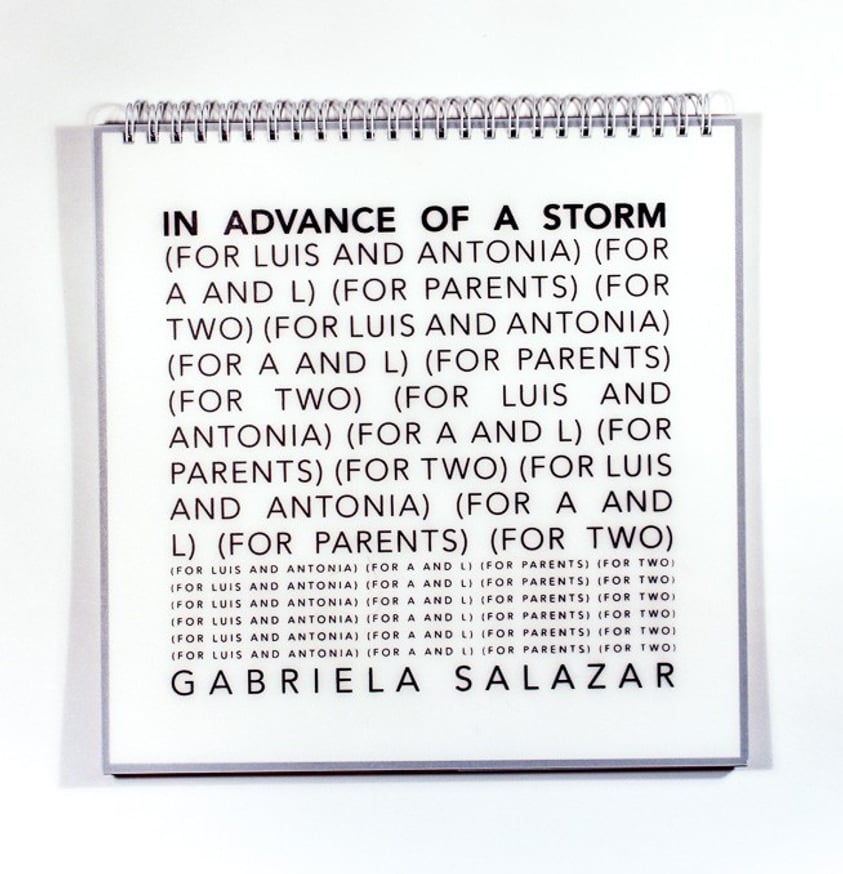 IN ADVANCE OF A STORM
(FOR LUIS AND ANTONIA) (FOR
A AND L) (FOR PARENTS) (FOR
TWO) (FOR LUIS AND ANTONIA)
(FOR A AND L) (FOR PARENTS)
(FOR TWO) (FOR LUIS AND
ANTONIA) (FOR A AND L) (FOR
PARENTS) (FOR TWO) (FOR LUIS
AND ANTONIA) (FOR A AND
L) (FOR PARENTS) (FOR TWO)
(FOR LUIS AND ANTONIA) (FOR A AND L) (FOR PARENTS) (FOR TWO)
(FOR LUIS AND ANTONIA) (FOR A AND L) (FOR PARENTS) (FOR TWO)
(FOR LUIS AND ANTONIA) (FOR A AND L) (FOR PARENTS) (FOR TWO)
(FOR LUIS AND ANTONIA) (FOR A AND L) (FOR PARENTS) (FOR TWO)
(FOR LUIS AND ANTONIA) (FOR A AND L) (FOR PARENTS) (FOR TWO)
(FOR LUIS AND ANTONIA) (FOR A AND L) (FOR PARENTS) (FOR TWO)
GABRIELA SALAZAR